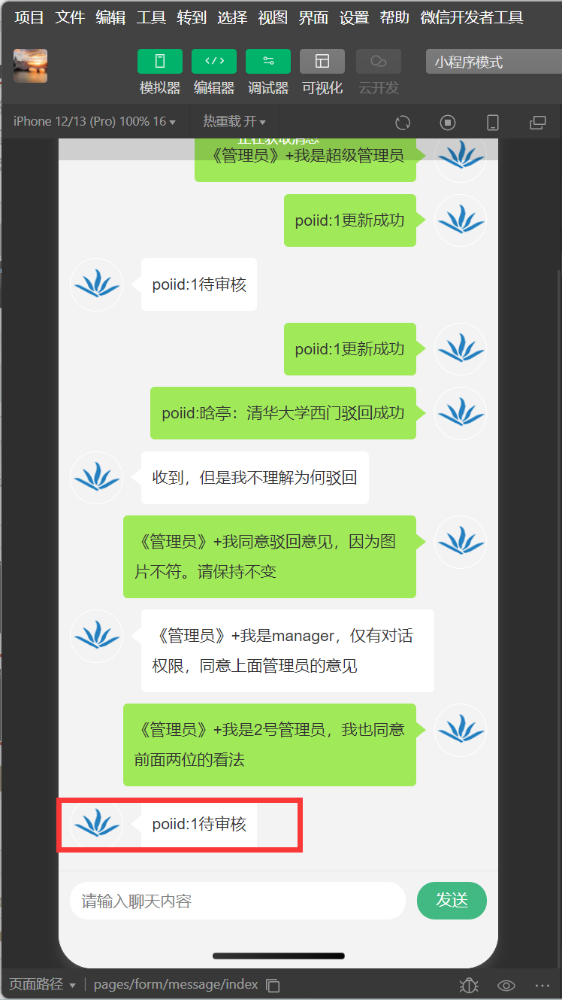 项目 文件 编辑 工具 转到 选择 视图 界面 设置 帮助 微信开发者工具
模拟器 编辑器 调试器 可视化 云开发 小程序模式
iPhone 12/13 (Pro) 100% 16 热重载 开
正在获取消息
《管理员》+我是超级管理员
poiid:1更新成功
poiid:1待审核
poiid:1更新成功
poiid:晗亭：清华大学西门驳回成功
收到，但是我不理解为何驳回
《管理员》+我同意驳回意见，因为图
片不符。请保持不变
《管理员》+我是manager，仅有对话
权限，同意上面管理员的意见
《管理员》+我是2号管理员，我也同意
前面两位的看法
poiid:1待审核
请输入聊天内容 发送
页面路径 pages/form/message/index